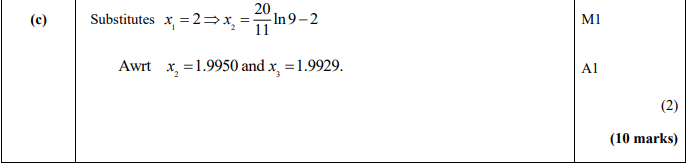 (c) Substitutes x₁ = 2 ⇒ x₂ = 20/11 ln 9 – 2 M1
Awrt x₂ = 1.9950 and x₃ = 1.9929. A1
(2)
(10 marks)